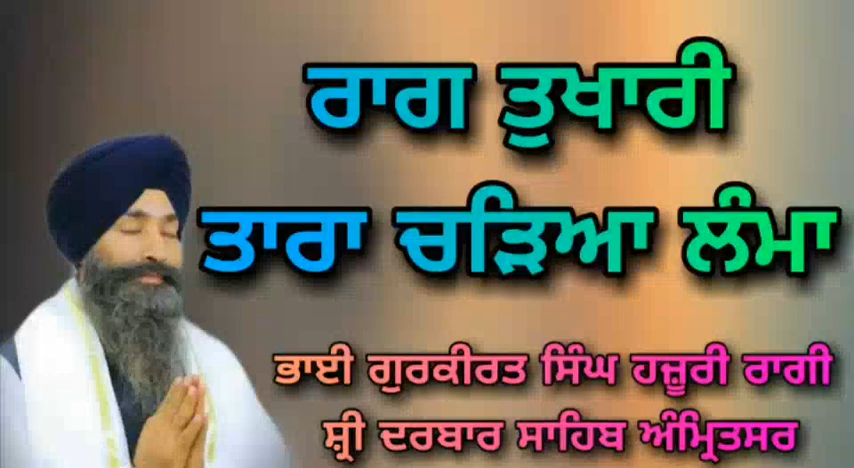 ਰਾਗ ਤੁਖਾਰੀ
ਤਾਰਾ ਚੜਿਆ ਲੰਮਾ
ਭਾਈ ਗੁਰਕੀਰਤ ਸਿੰਘ ਹਜ਼ੂਰੀ ਰਾਗੀ
ਸ਼੍ਰੀ ਦਰਬਾਰ ਸਾਹਿਬ ਅੰਮ੍ਰਿਤਸਰ